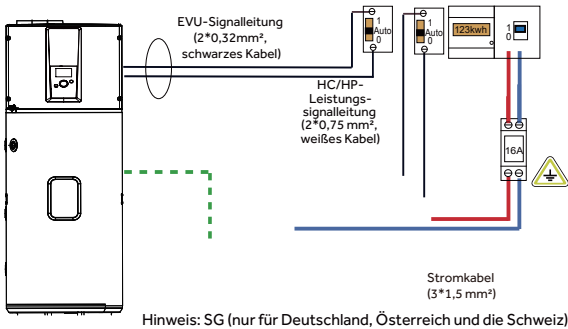 EVU-Signalleitung
(2*0,32mm²,
schwarzes Kabel)
1
Auto
0
1
Auto
0
123kwh
1
0
HC/HP-
Leistungs-
signalleitung
(2*0,75 mm²,
weißes Kabel)
16A
Stromkabel
(3*1,5 mm²)
Hinweis: SG (nur für Deutschland, Österreich und die Schweiz)